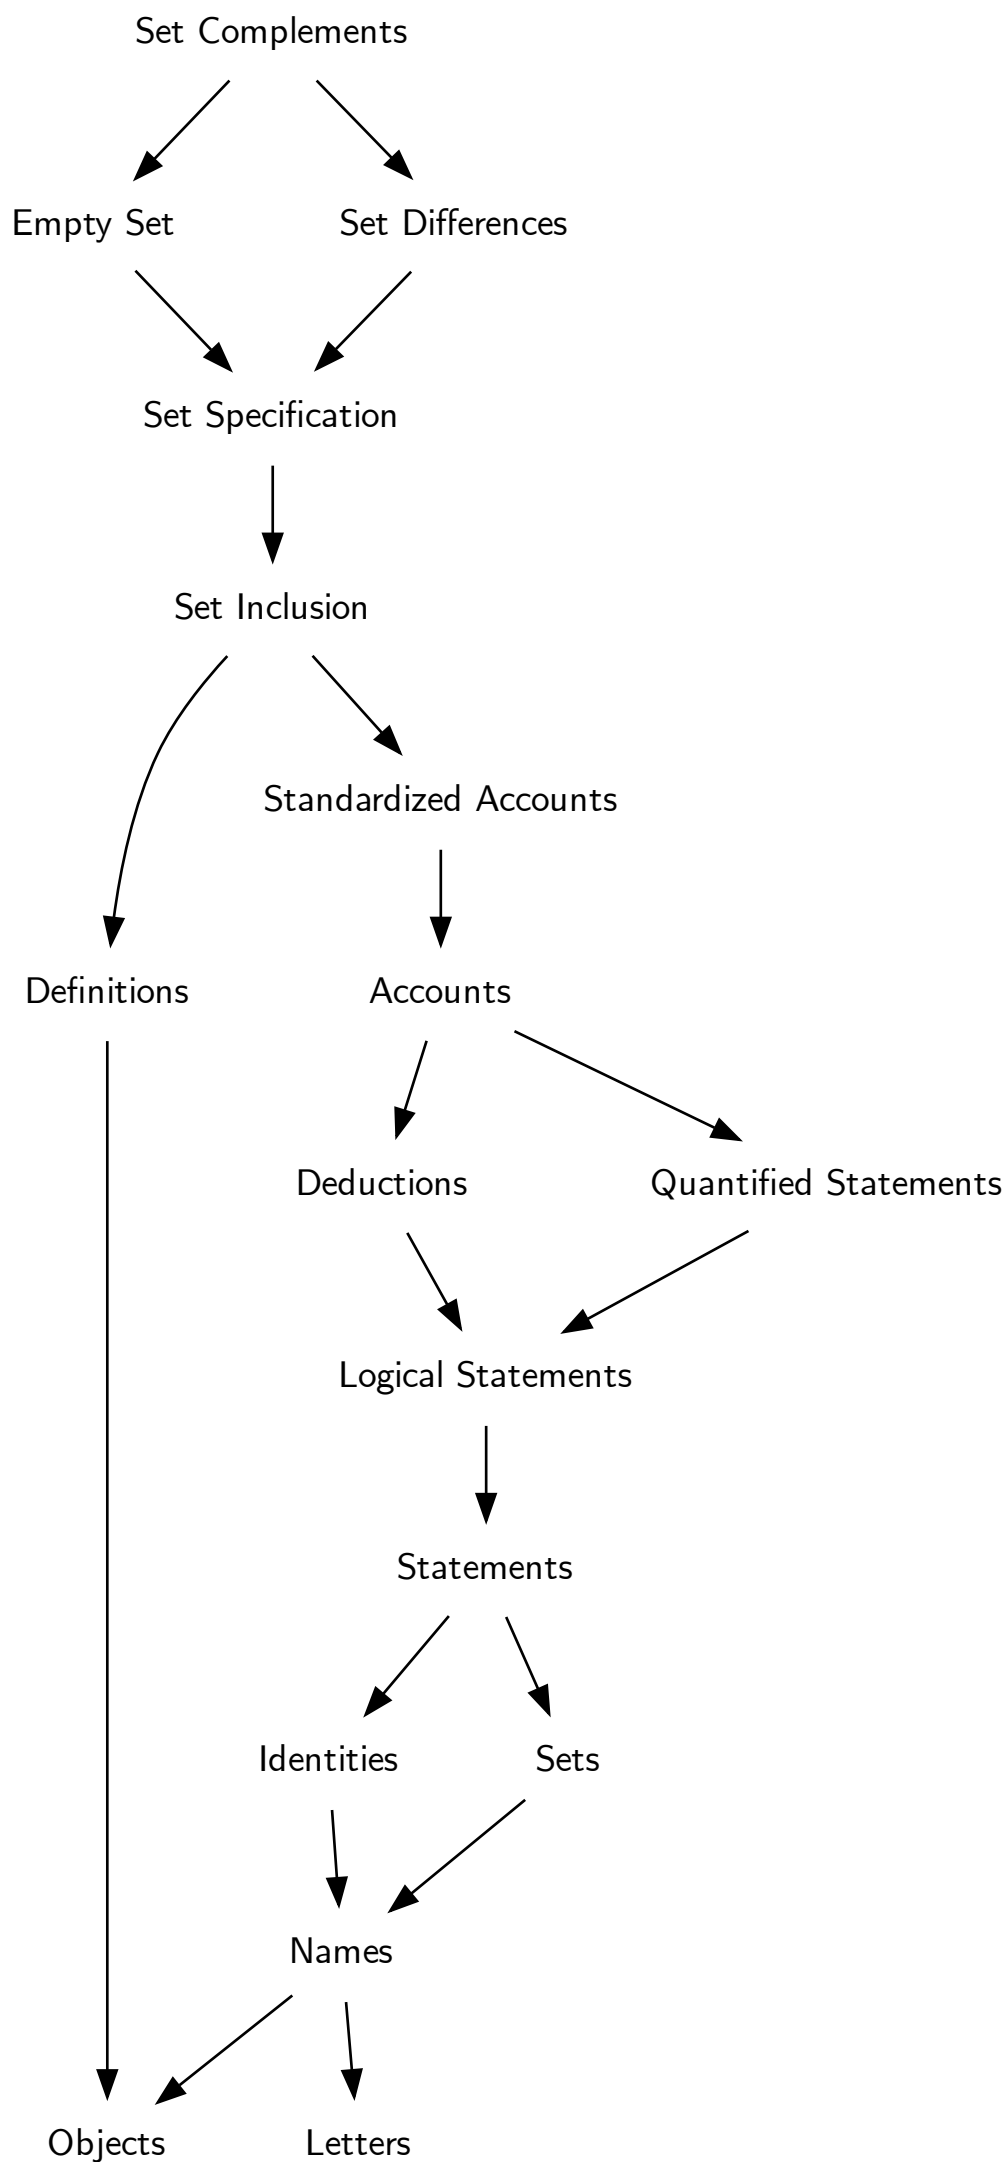 Set Complements
Empty Set
Set Differences
Set Specification
Set Inclusion
Standardized Accounts
Definitions
Accounts
Deductions
Quantified Statements
Logical Statements
Statements
Identities
Sets
Names
Objects
Letters